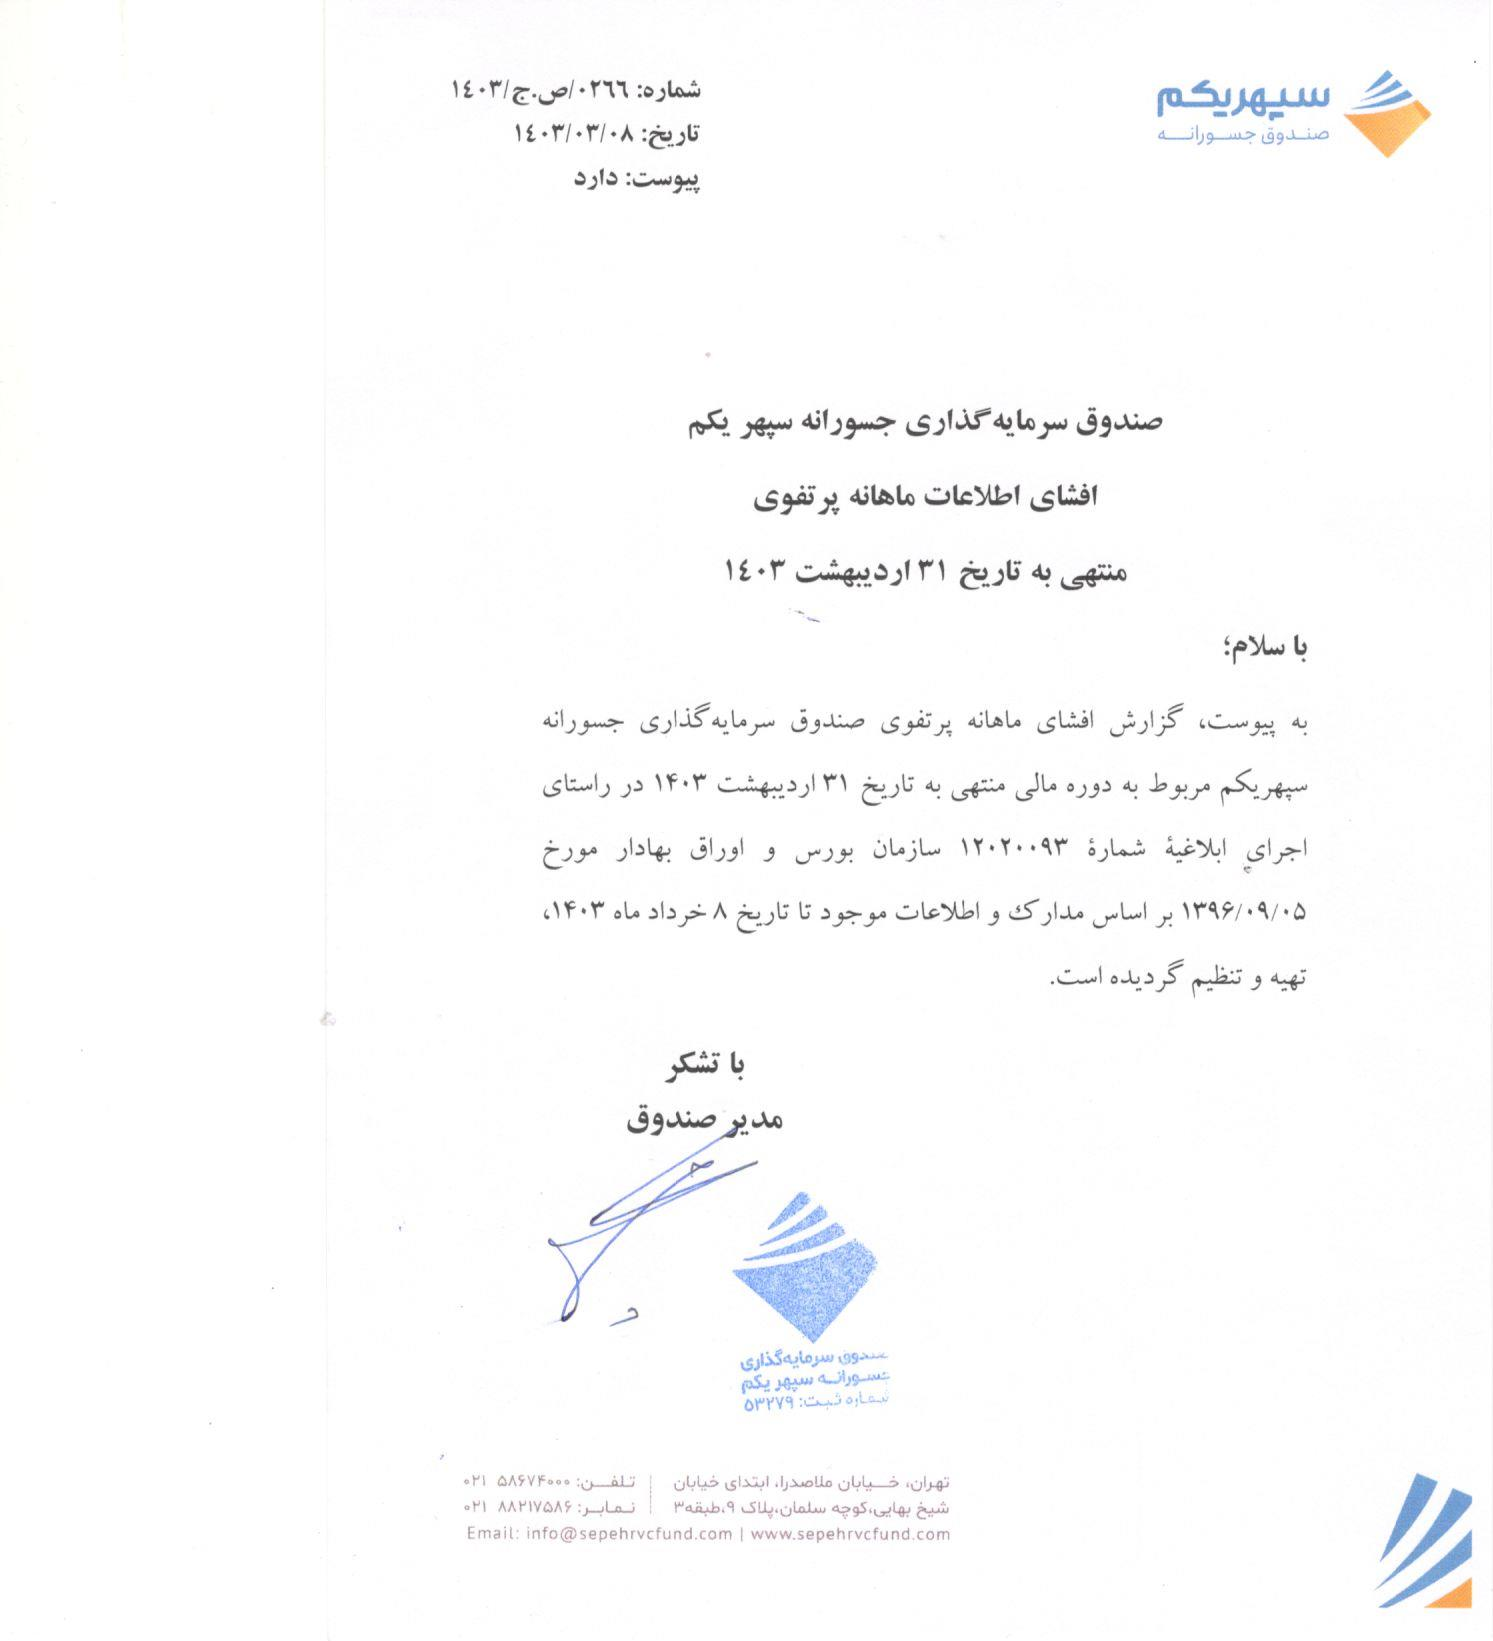 سپهریکم
صندوق جسورانه
شماره: ۰۲۶۶/ص.ج/۱۴۰۳
تاریخ: ۱۴۰۳/۰۳/۰۸
پیوست: دارد
صندوق سرمایه‌گذاری جسورانه سپهر یکم
افشای اطلاعات ماهانه پرتفوی
منتهی به تاریخ ۳۱ اردیبهشت ۱۴۰۳
با سلام؛
به پیوست، گزارش افشای ماهانه پرتفوی صندوق سرمایه‌گذاری جسورانه
سپهریکم مربوط به دوره مالی منتهی به تاریخ ۳۱ اردیبهشت ۱۴۰۳ در راستای
اجرای ابلاغیۀ شمارۀ ۱۲۰۲۰۰۹۳ سازمان بورس و اوراق بهادار مورخ
۱۳۹۶/۰۹/۰۵ بر اساس مدارک و اطلاعات موجود تا تاریخ ۸ خرداد ماه ۱۴۰۳،
تهیه و تنظیم گردیده است.
با تشکر
مدیر صندوق
صندوق سرمایه‌گذاری
جسورانه سپهر یکم
شماره ثبت: ۵۳۲۷۹
تهران، خیابان ملاصدرا، ابتدای خیابان
شیخ بهایی،کوچه سلمان،پلاک ۹،طبقه۳
تلفن: ۵۸۶۷۴۰۰۰ ۰۲۱
نمابر: ۸۸۲۱۷۵۸۶ ۰۲۱
Email: info@sepehrvcfund.com | www.sepehrvcfund.com